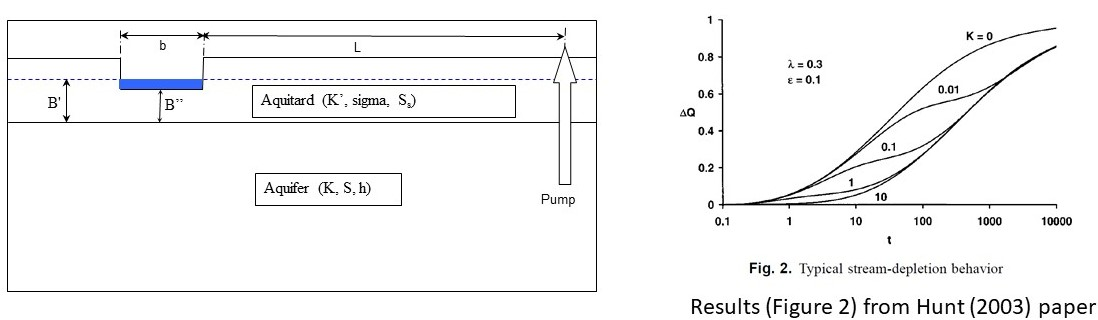 b
L
B'
B”
Aquitard (K’, sigma, Ss)
Aquifer (K, S, h)
Pump
1
0.8
0.6
0.4
0.2
0
ΔQ
λ = 0.3
ε = 0.1
K = 0
0.01
0.1
1
10
0.1
1
10
100
1000
10000
t
Fig. 2. Typical stream-depletion behavior
Results (Figure 2) from Hunt (2003) paper